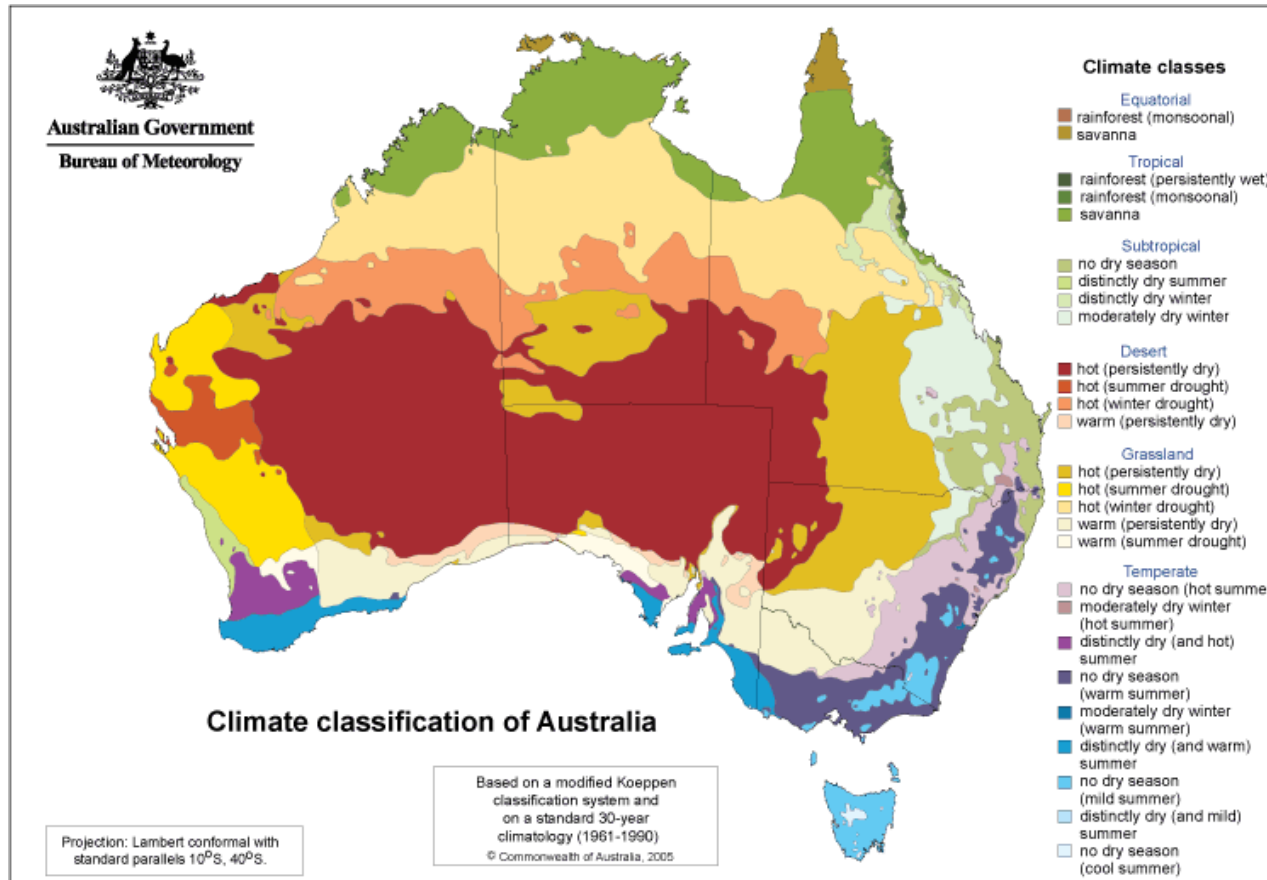 Australian Government
Bureau of Meteorology
Climate classes
Equatorial
rainforest (monsoonal)
savanna
Tropical
rainforest (persistently wet)
rainforest (monsoonal)
savanna
Subtropical
no dry season
distinctly dry summer
distinctly dry winter
moderately dry winter
Desert
hot (persistently dry)
hot (summer drought)
hot (winter drought)
warm (persistently dry)
Grassland
hot (persistently dry)
hot (summer drought)
hot (winter drought)
warm (persistently dry)
warm (summer drought)
Temperate
no dry season (hot summe
moderately dry winter
(hot summer)
distinctly dry (and hot)
summer
no dry season
(warm summer)
moderately dry winter
(warm summer)
distinctly dry (and warm)
summer
no dry season
(mild summer)
distinctly dry (and mild)
summer
no dry season
(cool summer)
Climate classification of Australia
Based on a modified Koeppen
classification system and
on a standard 30-year
climatology (1961-1990)
© Commonwealth of Australia, 2005
Projection: Lambert conformal with
standard parallels 10°S, 40°S.